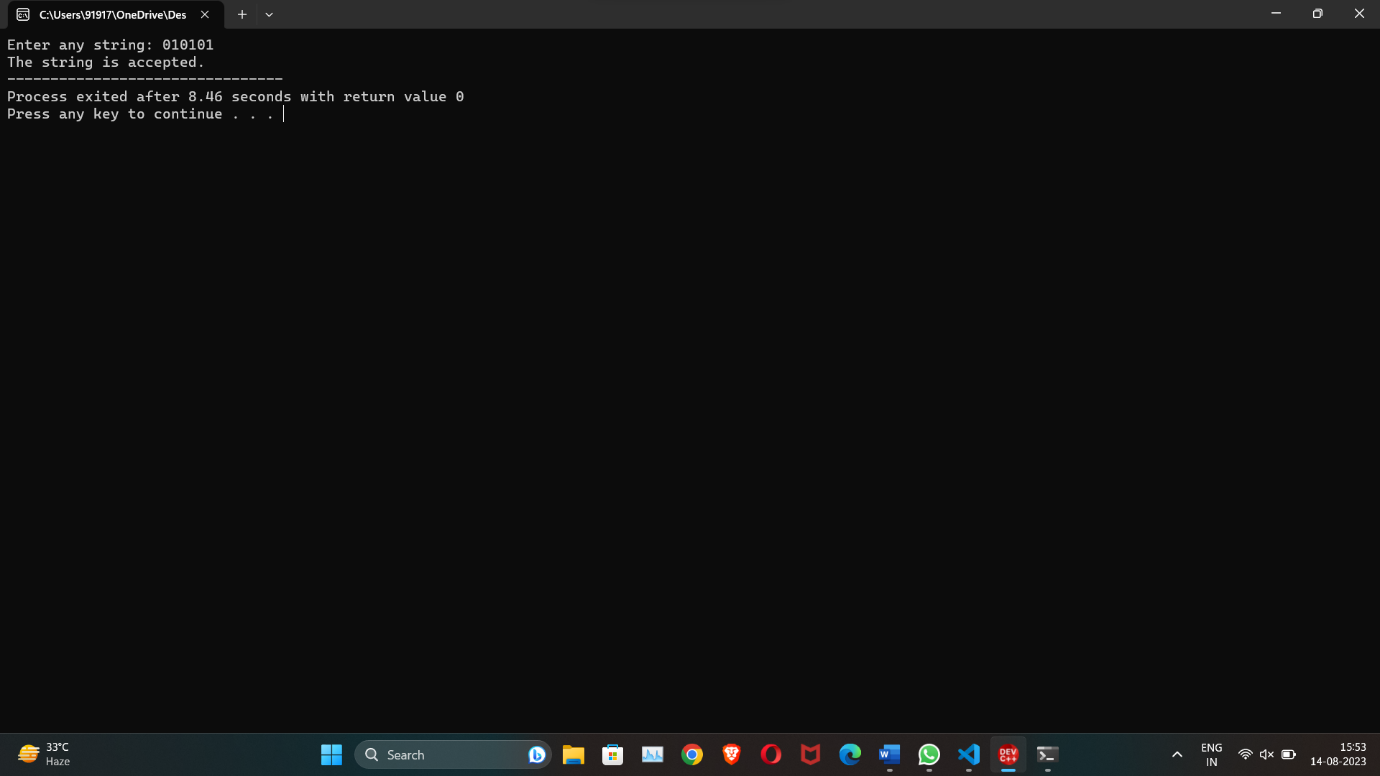 C:\Users\91917\OneDrive\Des
Enter any string: 010101
The string is accepted.
--------------------------------
Process exited after 8.46 seconds with return value 0
Press any key to continue . . .
33°C
Haze
Search
W
DEV
C++
ENG
IN
15:53
14-08-2023